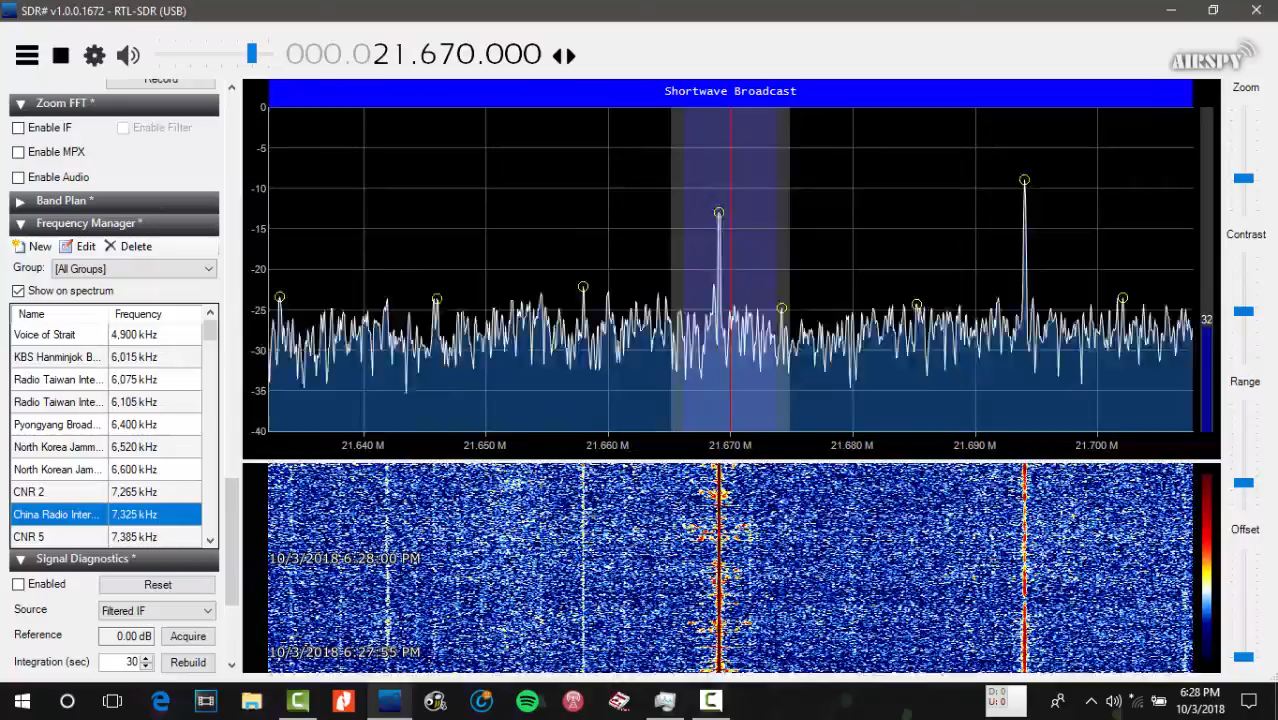 SDR# v1.0.0.1672 - RTL-SDR (USB)
000.021.670.000
AIRSPY
Record
Zoom FFT *
Enable IF
Enable Filter
Enable MPX
Enable Audio
Band Plan *
Frequency Manager *
New Edit Delete
Group: [All Groups]
Show on spectrum
Name Frequency
Voice of Strait 4,900 kHz
KBS Hanminjok B... 6,015 kHz
Radio Taiwan Inte... 6,075 kHz
Radio Taiwan Inte... 6,105 kHz
Pyongyang Broad... 6,400 kHz
North Korea Jamm... 6,520 kHz
North Korean Jam... 6,600 kHz
CNR 2 7,265 kHz
China Radio Inter... 7,325 kHz
CNR 5 7,385 kHz
Signal Diagnostics *
Enabled Reset
Source Filtered IF
Reference 0.00 dB Acquire
Integration (sec) 30 Rebuild
Shortwave Broadcast
0
-5
-10
-15
-20
-25
-30
-35
-40
21.640 M 21.650 M 21.660 M 21.670 M 21.680 M 21.690 M 21.700 M
32
10/3/2018 6:28:00 PM
10/3/2018 6:27:55 PM
Zoom
Contrast
Range
Offset
D: 0
U: 0
6:28 PM
10/3/2018